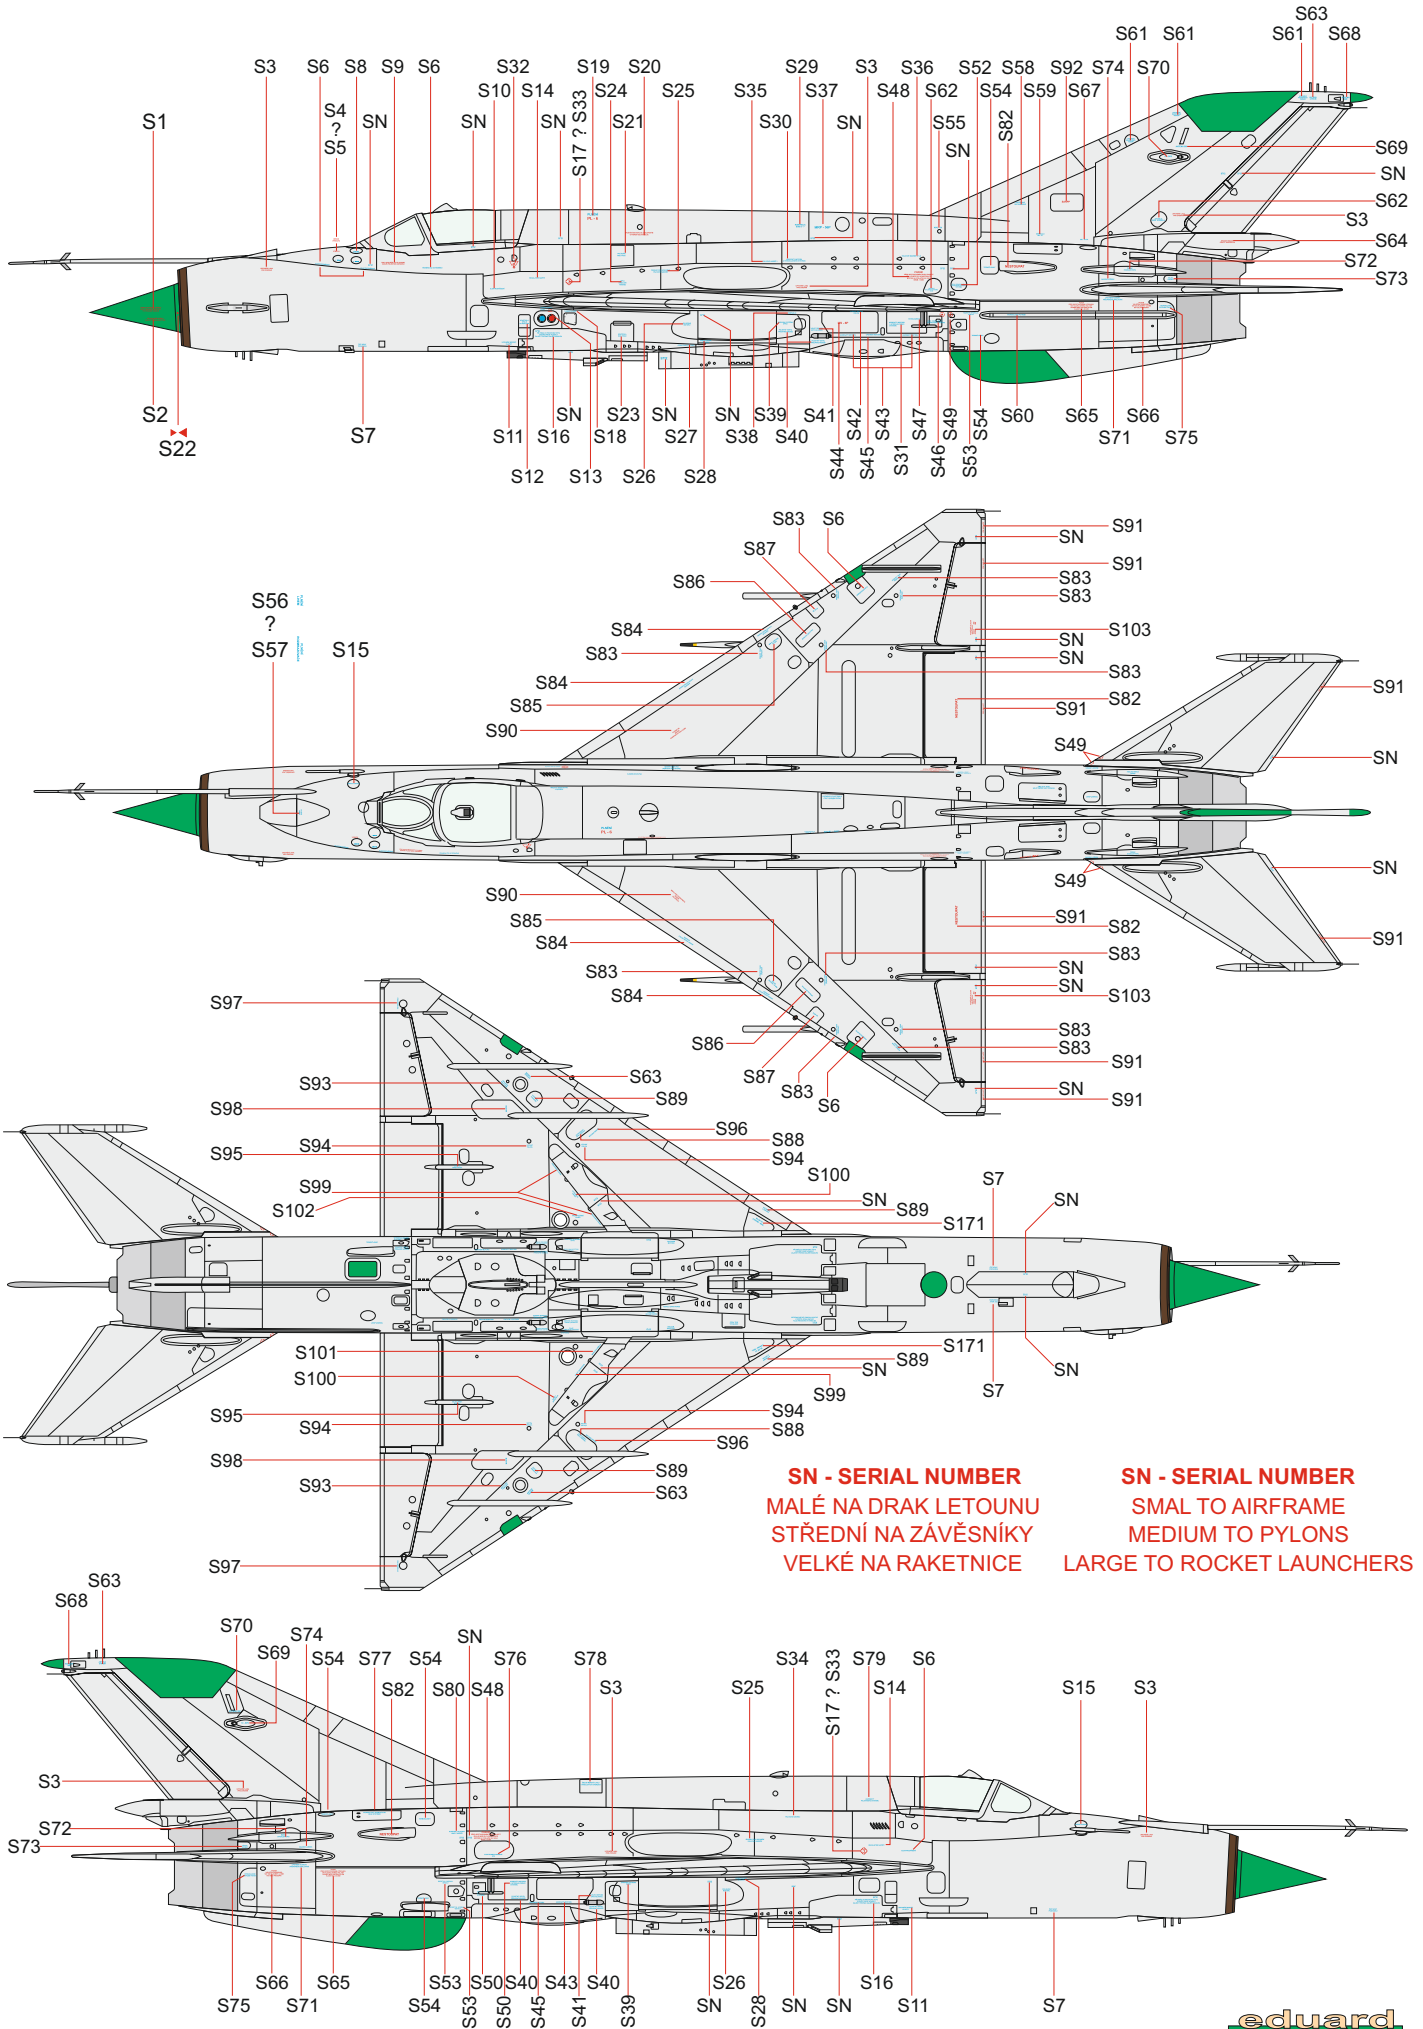 S63
S61
S61
S61
S68
S3
S6
S8
S9
S6
S32
S19
S20
S29
S3
S36
S52
S58
S92
S74
S70
S10
S14
S24
S25
S35
S37
S48
S62
S54
S59
S67
S1
S4
?
S5
SN
SN
SN
S17 ? S33
S21
S30
SN
S55
SN
S82
S69
SN
S62
S3
S64
S72
S73
S2
S22
S7
S11
S16
SN
S18
S23
SN
S27
SN
S39
S38
S40
S41
S42
S43
S47
S49
S54
S60
S65
S66
S71
S75
S12
S13
S26
S28
S44
S45
S31
S46
S53
S83
S6
S91
SN
S87
S91
S86
S83
S83
S56
?
S57
S15
S84
S103
SN
S83
SN
S83
S84
S82
S91
S85
S91
S90
S49
SN
S90
S49
SN
S85
S91
S82
S84
S91
S83
S83
SN
SN
S84
S103
S97
S86
S83
S83
S87
S91
S83
SN
S6
S91
S93
S63
S98
S89
S96
S95
S94
S88
S94
S99
S100
S7
SN
S102
SN
S89
S171
S101
S171
S100
SN
S89
SN
S99
S7
S95
S94
S94
S88
S96
S98
S89
S93
S63
S97
SN - SERIAL NUMBER
MALÉ NA DRAK LETOUNU
STŘEDNÍ NA ZÁVĚSNÍKY
VELKÉ NA RAKETNICE
SN - SERIAL NUMBER
SMAL TO AIRFRAME
MEDIUM TO PYLONS
LARGE TO ROCKET LAUNCHERS
S68
S63
S70
S69
S74
S54
S77
S54
SN
S76
S78
S34
S79
S6
S82
S80
S48
S3
S25
S17 ? S33
S14
S15
S3
S3
S72
S73
S66
S65
S53
S50
S40
S43
S40
S26
S16
S75
S71
S54
S53
S50
S45
S41
S39
SN
S28
SN
SN
S11
S7
eduard